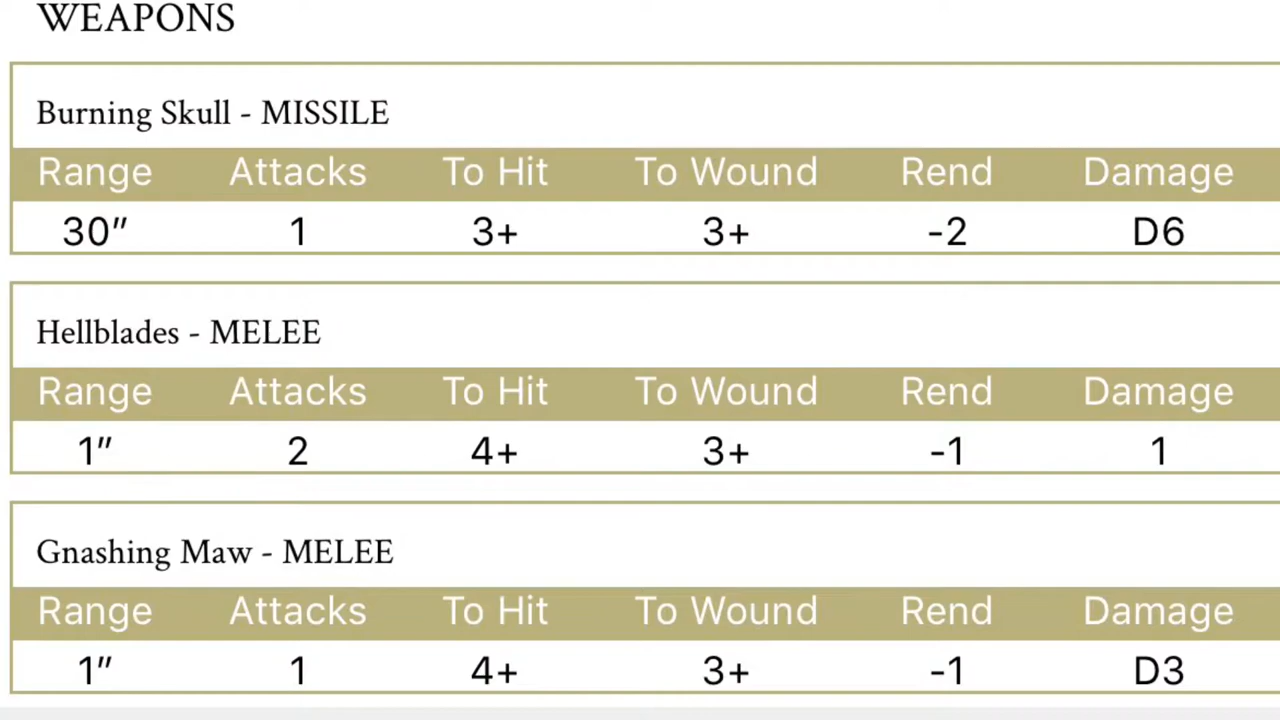 WEAPONS
Burning Skull - MISSILE
Range Attacks To Hit To Wound Rend Damage
30″ 1 3+ 3+ -2 D6
Hellblades - MELEE
Range Attacks To Hit To Wound Rend Damage
1″ 2 4+ 3+ -1 1
Gnashing Maw - MELEE
Range Attacks To Hit To Wound Rend Damage
1″ 1 4+ 3+ -1 D3